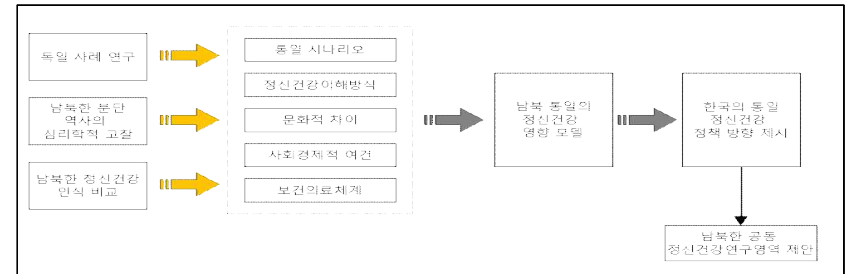 독일 사례 연구
남북한 분단
역사의
심리학적 고찰
남북한 정신건강
인식 비교
통일 시나리오
정신건강이해방식
문화적 차이
사회경제적 여건
보건의료체계
남북 통일의
정신건강
영향 모델
한국의 통일
정신건강
정책 방향 제시
남북한 공동
정신건강연구영역 제안